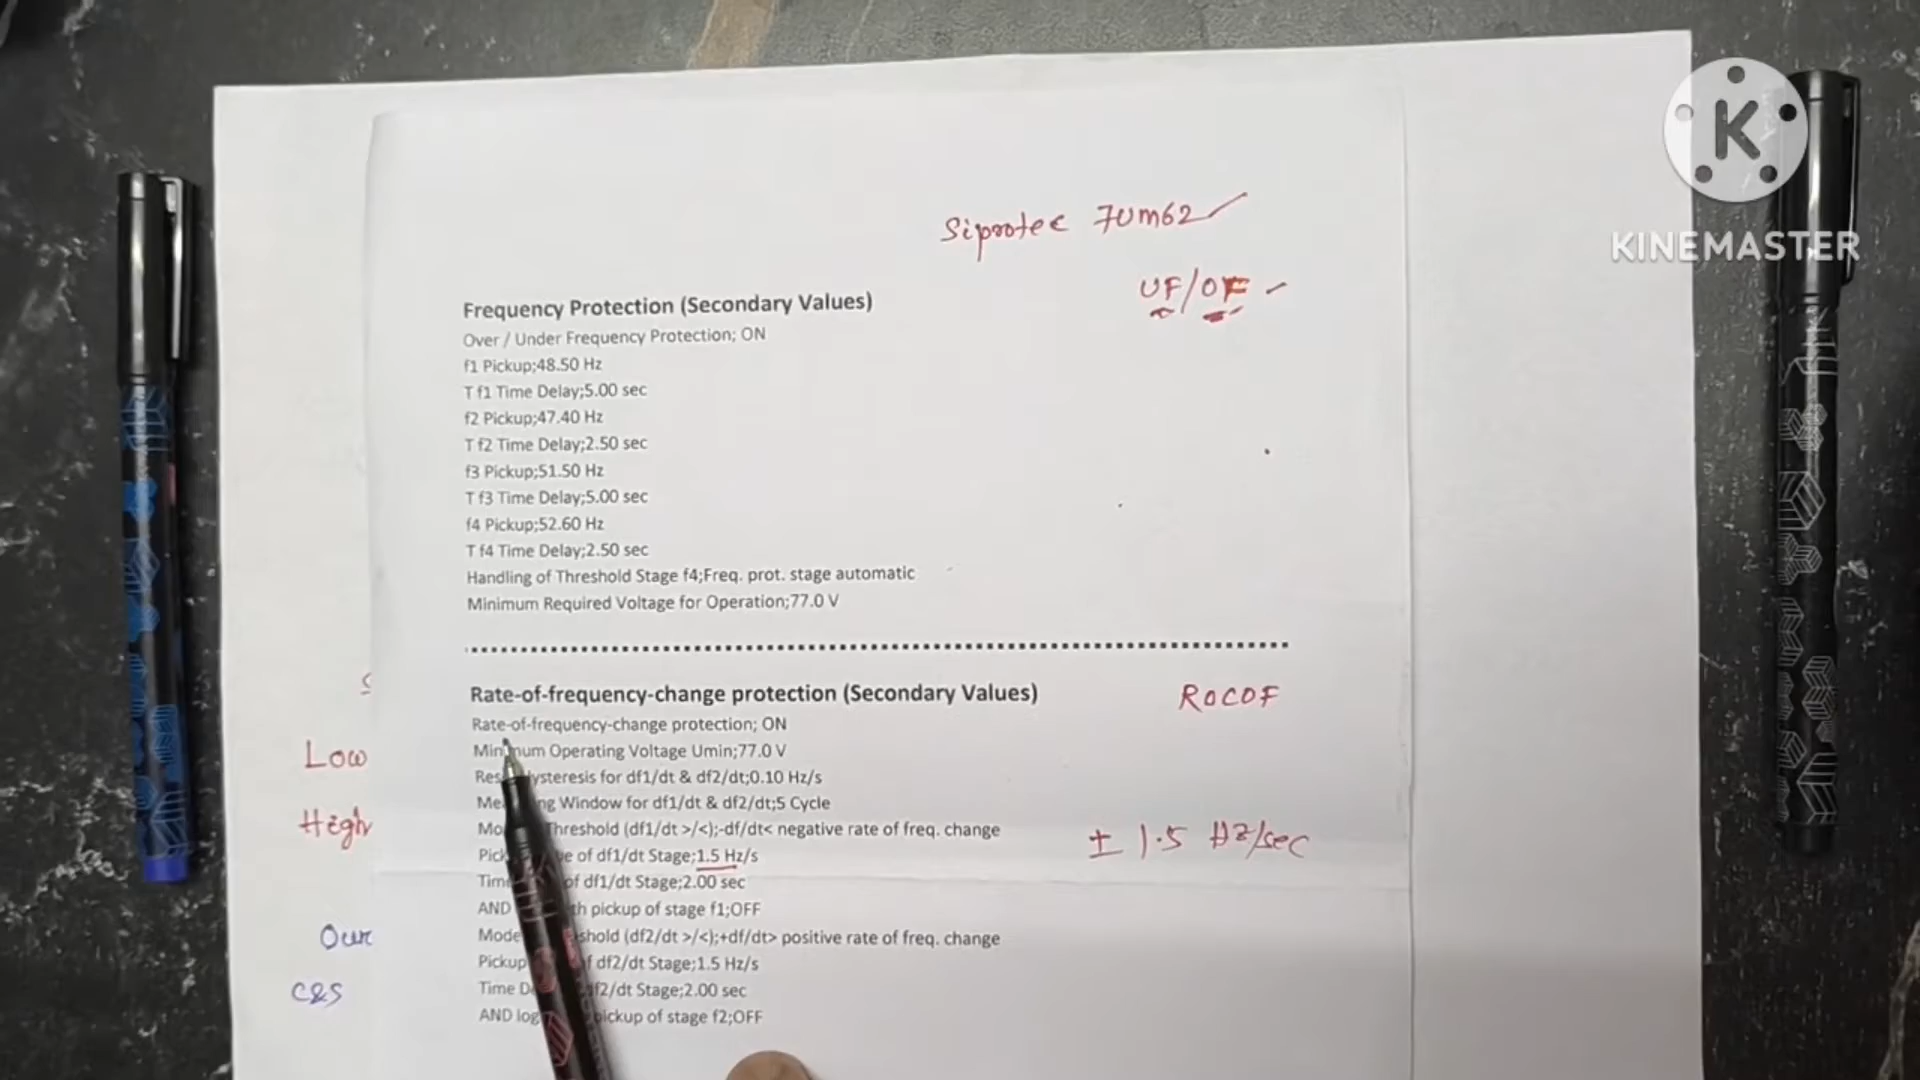 K
KINEMASTER
Siprotec 7UM62
UF/OF
Frequency Protection (Secondary Values)
Over / Under Frequency Protection; ON
f1 Pickup;48.50 Hz
T f1 Time Delay;5.00 sec
f2 Pickup;47.40 Hz
T f2 Time Delay;2.50 sec
f3 Pickup;51.50 Hz
T f3 Time Delay;5.00 sec
f4 Pickup;52.60 Hz
T f4 Time Delay;2.50 sec
Handling of Threshold Stage f4;Freq. prot. stage automatic
Minimum Required Voltage for Operation;77.0 V
Rate-of-frequency-change protection (Secondary Values)
ROCOF
Rate-of-frequency-change protection; ON
Minimum Operating Voltage Umin;77.0 V
Low
for df1/dt & df2/dt;0.10 Hz/s
Window for df1/dt & df2/dt;5 Cycle
High
Threshold (df1/dt >/<);-df/dt< negative rate of freq. change
± 1.5 Hz/sec
of df1/dt Stage;1.5 Hz/s
of df1/dt Stage;2.00 sec
AND pickup of stage f1;OFF
Our
Mode (df2/dt >/<);+df/dt> positive rate of freq. change
Pickup df2/dt Stage;1.5 Hz/s
C&S
Time df2/dt Stage;2.00 sec
AND pickup of stage f2;OFF